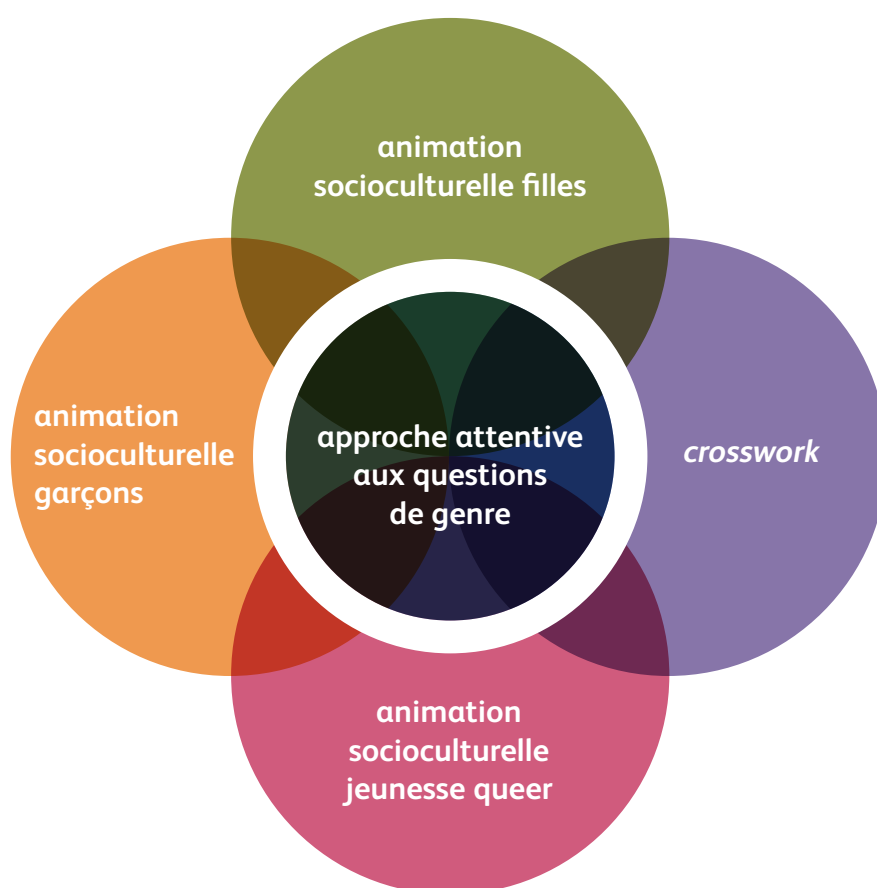 animation
socioculturelle filles
animation
socioculturelle
garçons
approche attentive
aux questions
de genre
crosswork
animation
socioculturelle
jeunesse queer